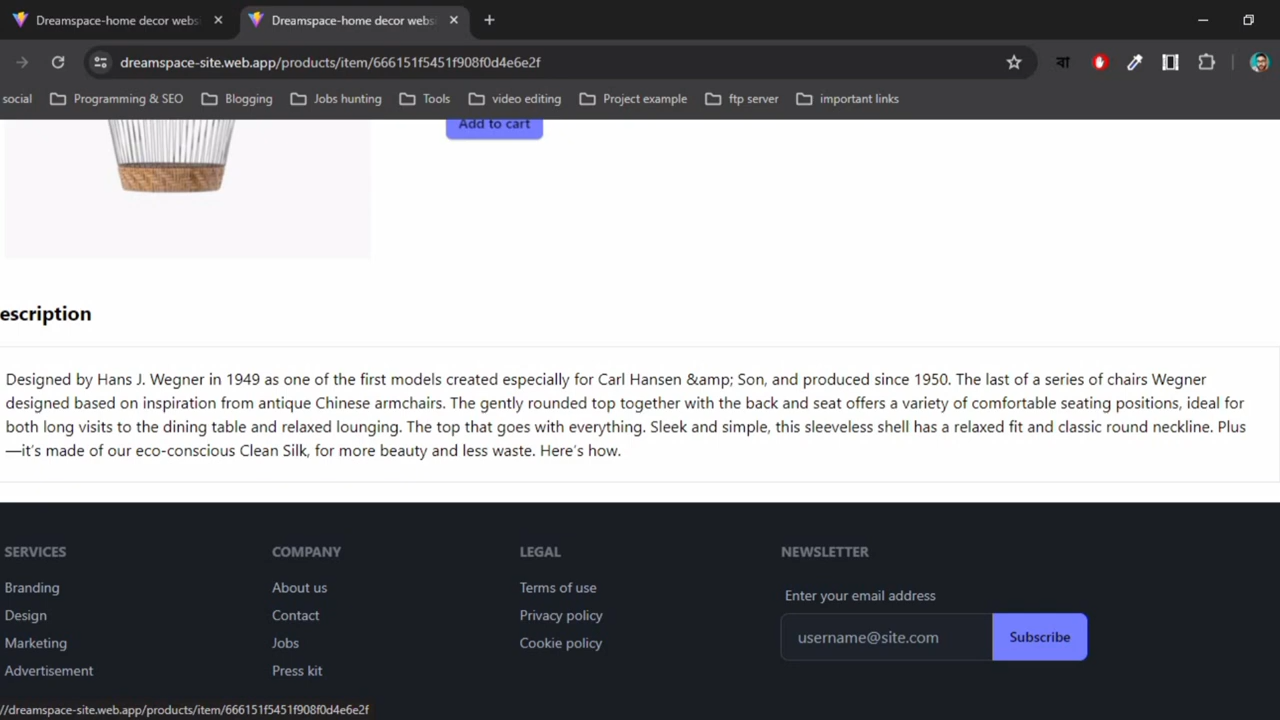 Dreamspace-home decor webs
Dreamspace-home decor webs
dreamspace-site.web.app/products/item/666151f5451f908f0d4e6e2f
বা
social
Programming & SEO
Blogging
Jobs hunting
Tools
video editing
Project example
ftp server
important links
Add to cart
escription
Designed by Hans J. Wegner in 1949 as one of the first models created especially for Carl Hansen &amp; Son, and produced since 1950. The last of a series of chairs Wegner
designed based on inspiration from antique Chinese armchairs. The gently rounded top together with the back and seat offers a variety of comfortable seating positions, ideal for
both long visits to the dining table and relaxed lounging. The top that goes with everything. Sleek and simple, this sleeveless shell has a relaxed fit and classic round neckline. Plus
—it's made of our eco-conscious Clean Silk, for more beauty and less waste. Here's how.
SERVICES
Branding
Design
Marketing
Advertisement
COMPANY
About us
Contact
Jobs
Press kit
LEGAL
Terms of use
Privacy policy
Cookie policy
NEWSLETTER
Enter your email address
username@site.com
Subscribe
//dreamspace-site.web.app/products/item/666151f5451f908f0d4e6e2f